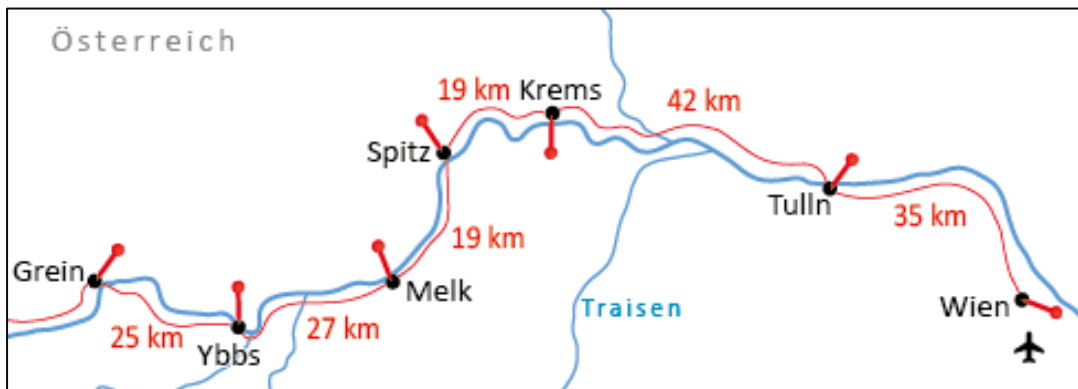 Österreich
19 km
Krems
42 km
Spitz
Tulln
35 km
19 km
Grein
Melk
Traisen
Wien
25 km
27 km
Ybbs